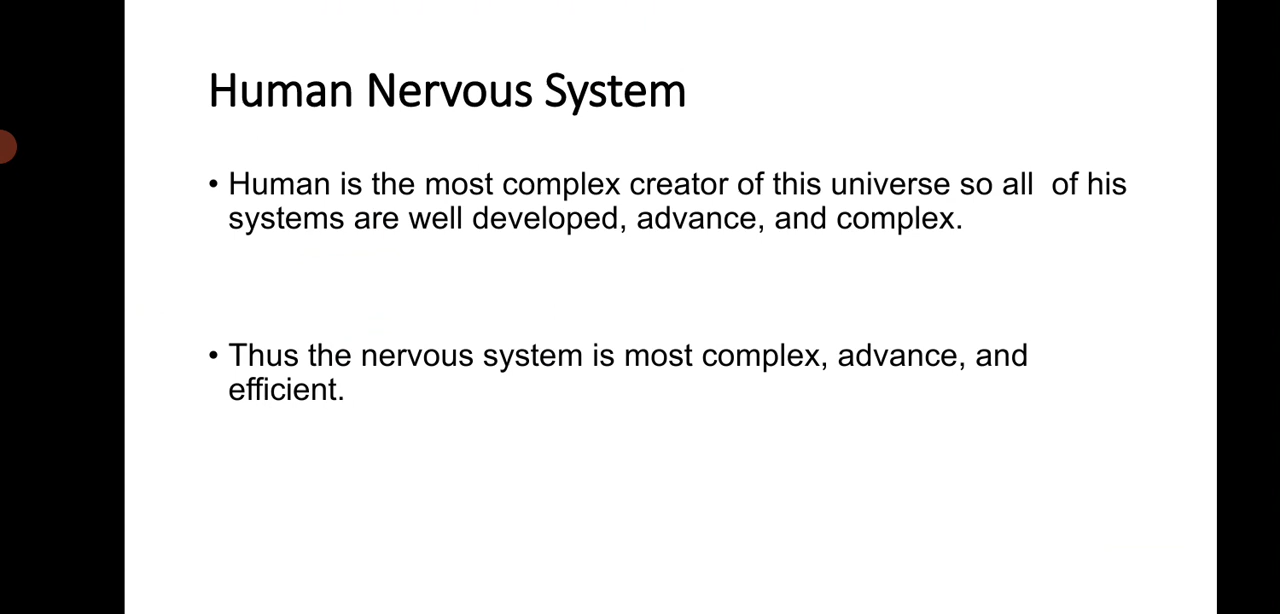 Human Nervous System
• Human is the most complex creator of this universe so all  of his
systems are well developed, advance, and complex.
• Thus the nervous system is most complex, advance, and
efficient.